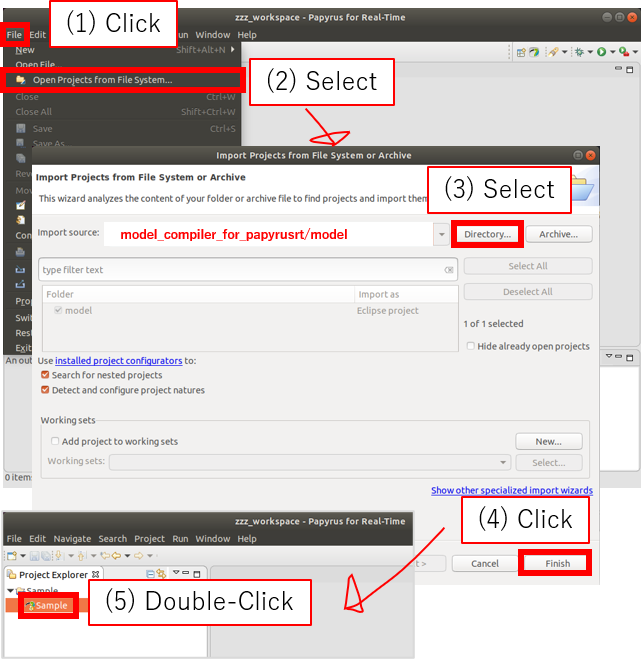 zzz_workspace - Papyrus for Real-Time
(1) Click
File Edit Run Window Help
New Shift+Alt+N
Open File...
Open Projects from File System...
(2) Select
Close Ctrl+W
Close All Shift+Ctrl+W
Save Ctrl+S
Save As
Import Projects from File System or Archive
Import Projects from File System or Archive
(3) Select
This wizard analyzes the content of your folder or archive file to find projects and import them
Import source: model_compiler_for_papyrusrt/model Directory... Archive...
type filter text Select All
Folder Import as Deselect All
model Eclipse project
1 of 1 selected
Hide already open projects
Exit
Use installed project configurators to:
Search for nested projects
Detect and configure project natures
Working sets
Add project to working sets New...
Working sets: Select...
0 items
Show other specialized import wizards
(4) Click
Cancel Finish
zzz_workspace - Papyrus for Real-Time
File Edit Navigate Search Project Run Window Help
Project Explorer
Sample
Sample
(5) Double-Click